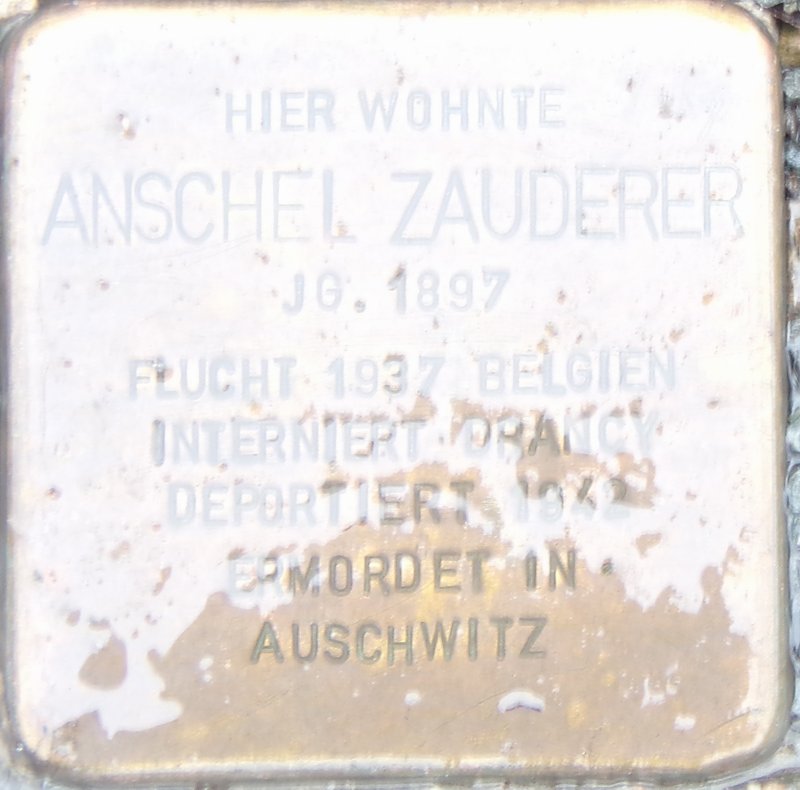 HIER WOHNTE
ANSCHEL ZAUDERER
JG. 1897
FLUCHT 1937 BELGIEN
INTERNIERT DRANCY
DEPORTIERT 1942
ERMORDET IN
AUSCHWITZ